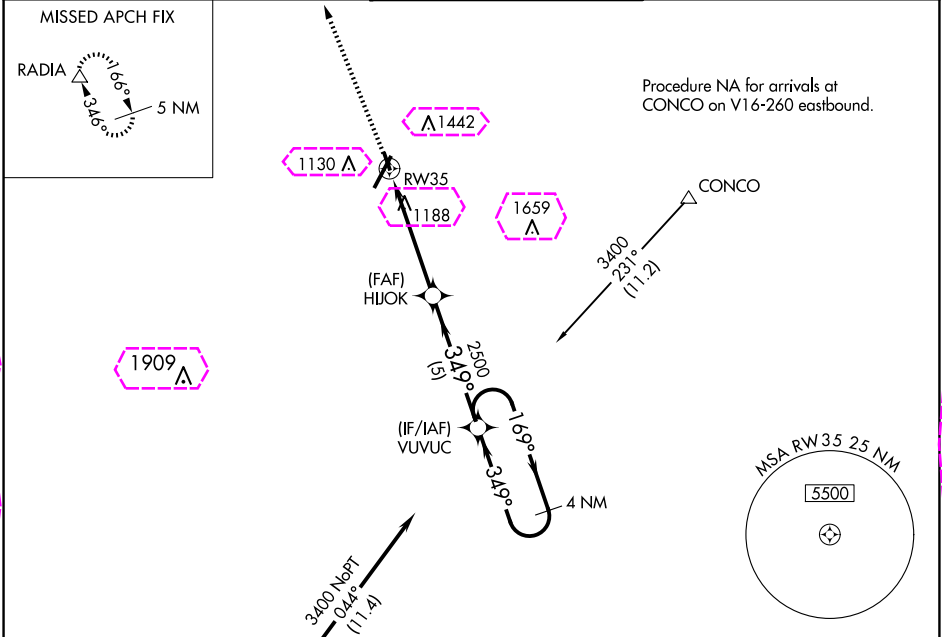 MISSED APCH FIX
RADIA
166°
346°
5 NM
Procedure NA for arrivals at
CONCO on V16-260 eastbound.
1442
1130
RW35
1188
1659
CONCO
3400
231°
(11.2)
(FAF)
HIJOK
1909
2500
349°
(5)
(IF/IAF)
VUVUC
169°
349°
4 NM
MSA RW35 25 NM
5500
3400 NoPT
044°
(11.4)